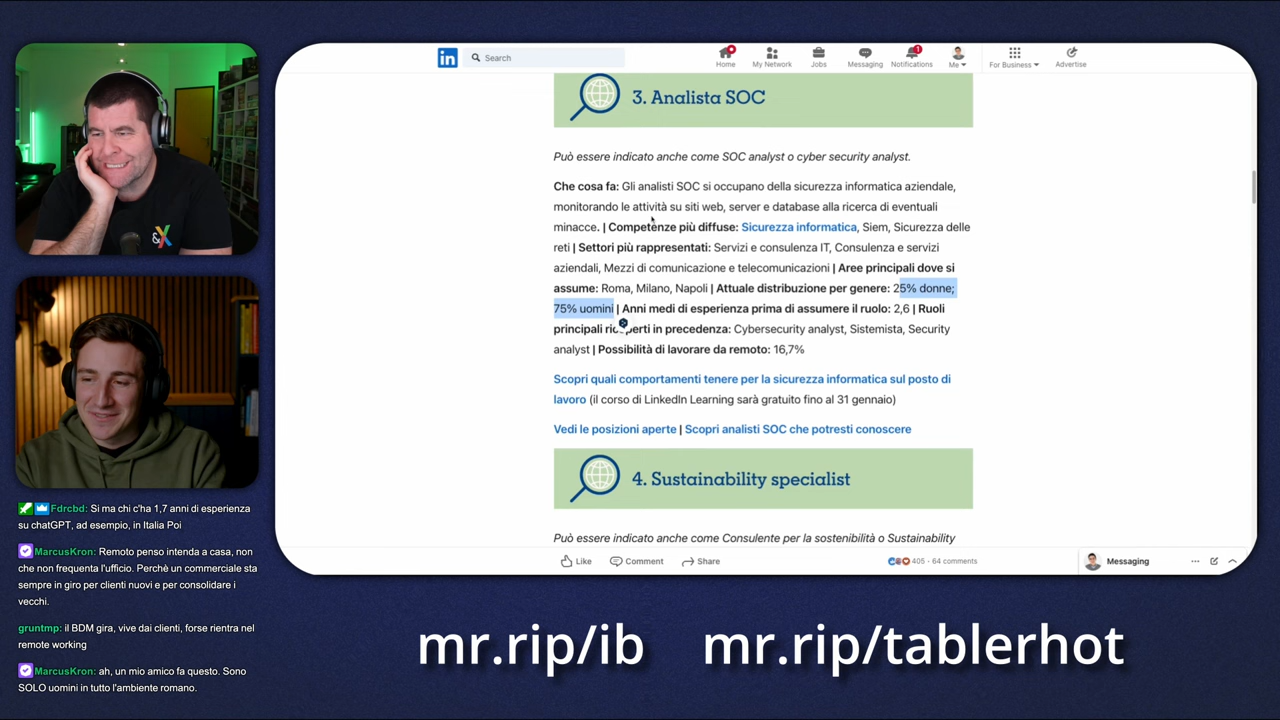 in
Search
Home
My Network
Jobs
Messaging
1
Notifications
Me
For Business
Advertise
3. Analista SOC
Può essere indicato anche come SOC analyst o cyber security analyst.
Che cosa fa: Gli analisti SOC si occupano della sicurezza informatica aziendale,
monitorando le attività su siti web, server e database alla ricerca di eventuali
minacce. | Competenze più diffuse: Sicurezza informatica, Siem, Sicurezza delle
reti | Settori più rappresentati: Servizi e consulenza IT, Consulenza e servizi
aziendali, Mezzi di comunicazione e telecomunicazioni | Aree principali dove si
assume: Roma, Milano, Napoli | Attuale distribuzione per genere: 25% donne;
75% uomini | Anni medi di esperienza prima di assumere il ruolo: 2,6 | Ruoli
principali ricoperti in precedenza: Cybersecurity analyst, Sistemista, Security
analyst | Possibilità di lavorare da remoto: 16,7%
Scopri quali comportamenti tenere per la sicurezza informatica sul posto di
lavoro (il corso di LinkedIn Learning sarà gratuito fino al 31 gennaio)
Vedi le posizioni aperte | Scopri analisti SOC che potresti conoscere
4. Sustainability specialist
Può essere indicato anche come Consulente per la sostenibilità o Sustainability
Like
Comment
Share
405 · 64 comments
Messaging
&X
Fdrcbd: Si ma chi c'ha 1,7 anni di esperienza
su chatGPT, ad esempio, in Italia Poi
MarcusKron: Remoto penso intenda a casa, non
che non frequenta l'ufficio. Perchè un commerciale sta
sempre in giro per clienti nuovi e per consolidare i
vecchi.
gruntmp: il BDM gira, vive dai clienti, forse rientra nel
remote working
MarcusKron: ah, un mio amico fa questo. Sono
SOLO uomini in tutto l'ambiente romano.
mr.rip/ib
mr.rip/tablerhot